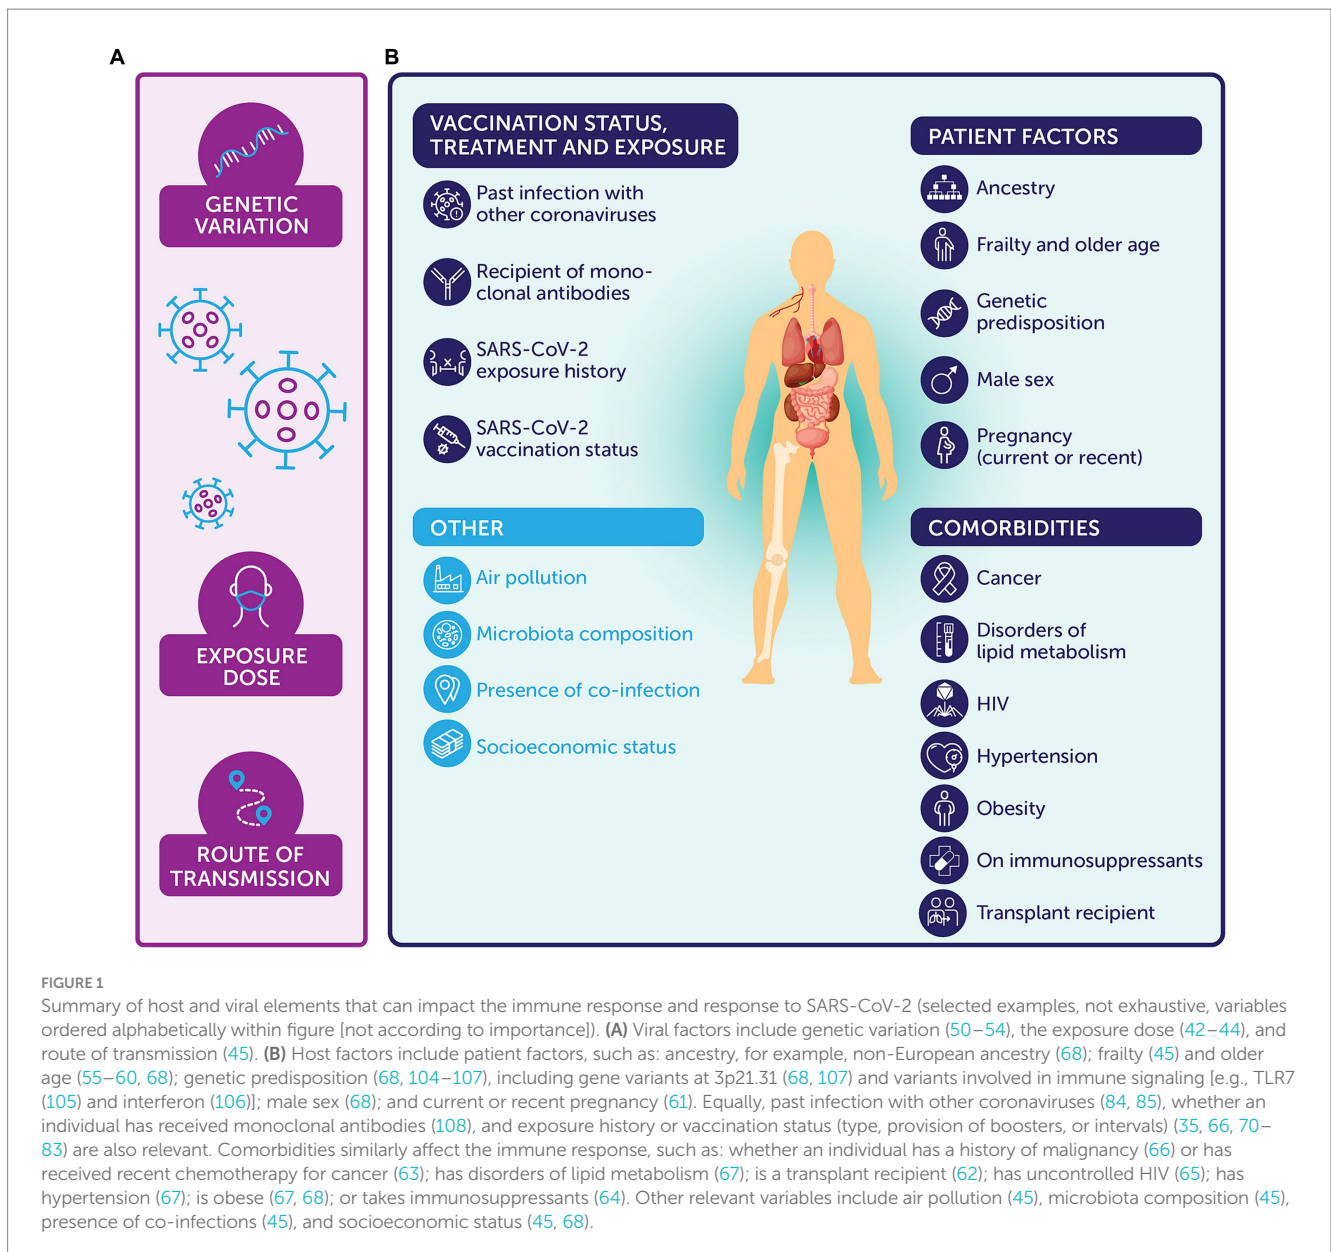 A
GENETIC
VARIATION
EXPOSURE
DOSE
ROUTE OF
TRANSMISSION
B
VACCINATION STATUS,
TREATMENT AND EXPOSURE
Past infection with
other coronaviruses
Recipient of mono-
clonal antibodies
SARS-CoV-2
exposure history
SARS-CoV-2
vaccination status
OTHER
Air pollution
Microbiota composition
Presence of co-infection
Socioeconomic status
PATIENT FACTORS
Ancestry
Frailty and older age
Genetic
predisposition
Male sex
Pregnancy
(current or recent)
COMORBIDITIES
Cancer
Disorders of
lipid metabolism
HIV
Hypertension
Obesity
On immunosuppressants
Transplant recipient
FIGURE 1
Summary of host and viral elements that can impact the immune response and response to SARS-CoV-2 (selected examples, not exhaustive, variables
ordered alphabetically within figure [not according to importance]). (A) Viral factors include genetic variation (50–54), the exposure dose (42–44), and
route of transmission (45). (B) Host factors include patient factors, such as: ancestry, for example, non-European ancestry (68); frailty (45) and older
age (55–60, 68); genetic predisposition (68, 104–107), including gene variants at 3p21.31 (68, 107) and variants involved in immune signaling [e.g., TLR7
(105) and interferon (106)]; male sex (68); and current or recent pregnancy (61). Equally, past infection with other coronaviruses (84, 85), whether an
individual has received monoclonal antibodies (108), and exposure history or vaccination status (type, provision of boosters, or intervals) (35, 66, 70–
83) are also relevant. Comorbidities similarly affect the immune response, such as: whether an individual has a history of malignancy (66) or has
received recent chemotherapy for cancer (63); has disorders of lipid metabolism (67); is a transplant recipient (62); has uncontrolled HIV (65); has
hypertension (67); is obese (67, 68); or takes immunosuppressants (64). Other relevant variables include air pollution (45), microbiota composition (45),
presence of co-infections (45), and socioeconomic status (45, 68).